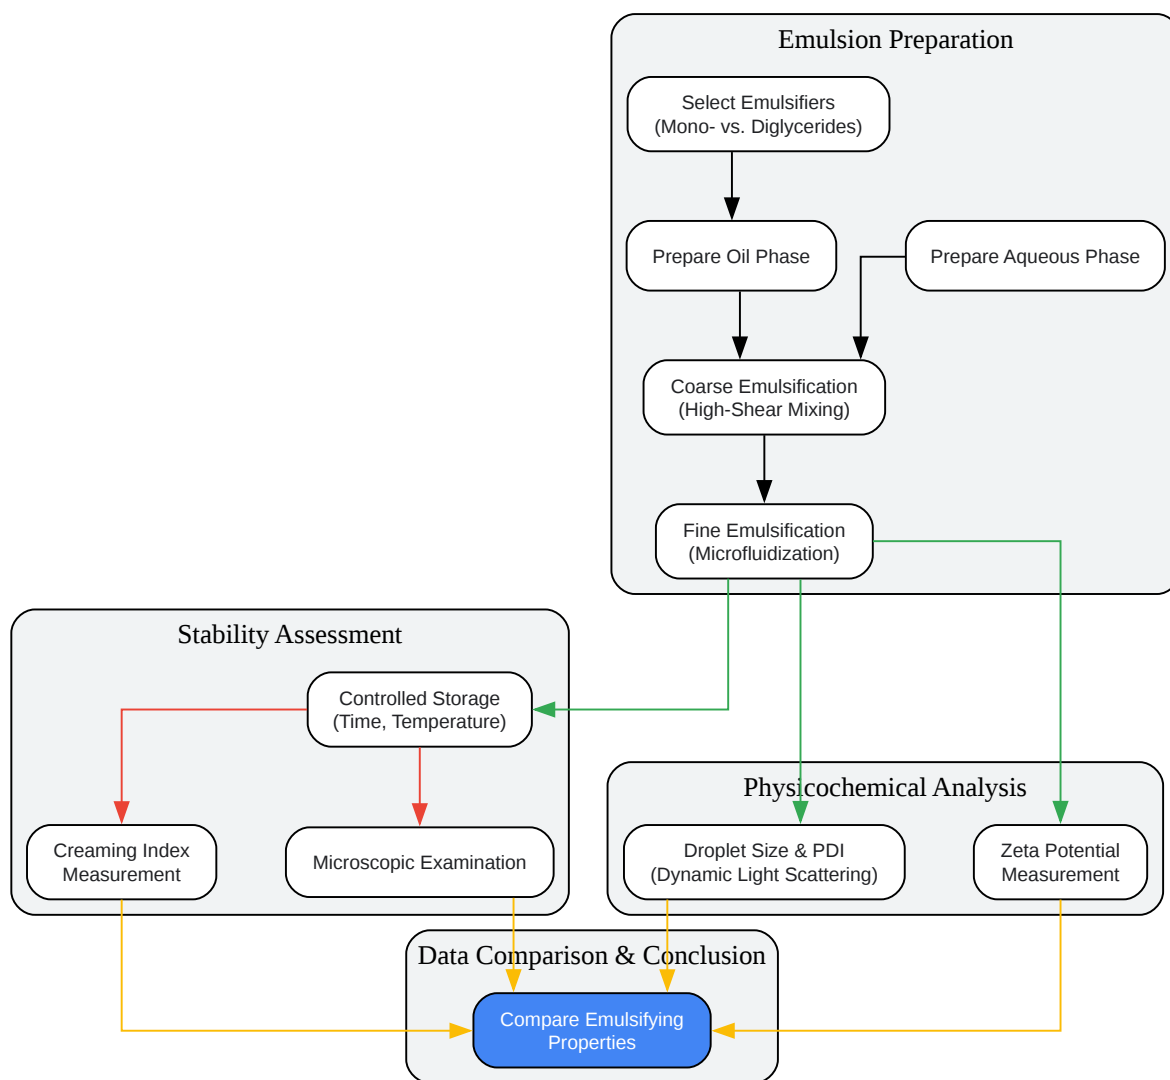 Emulsion Preparation
Select Emulsifiers
(Mono- vs. Diglycerides)
Prepare Oil Phase
Prepare Aqueous Phase
Coarse Emulsification
(High-Shear Mixing)
Fine Emulsification
(Microfluidization)
Stability Assessment
Controlled Storage
(Time, Temperature)
Creaming Index
Measurement
Microscopic Examination
Physicochemical Analysis
Droplet Size & PDI
(Dynamic Light Scattering)
Zeta Potential
Measurement
Data Comparison & Conclusion
Compare Emulsifying
Properties